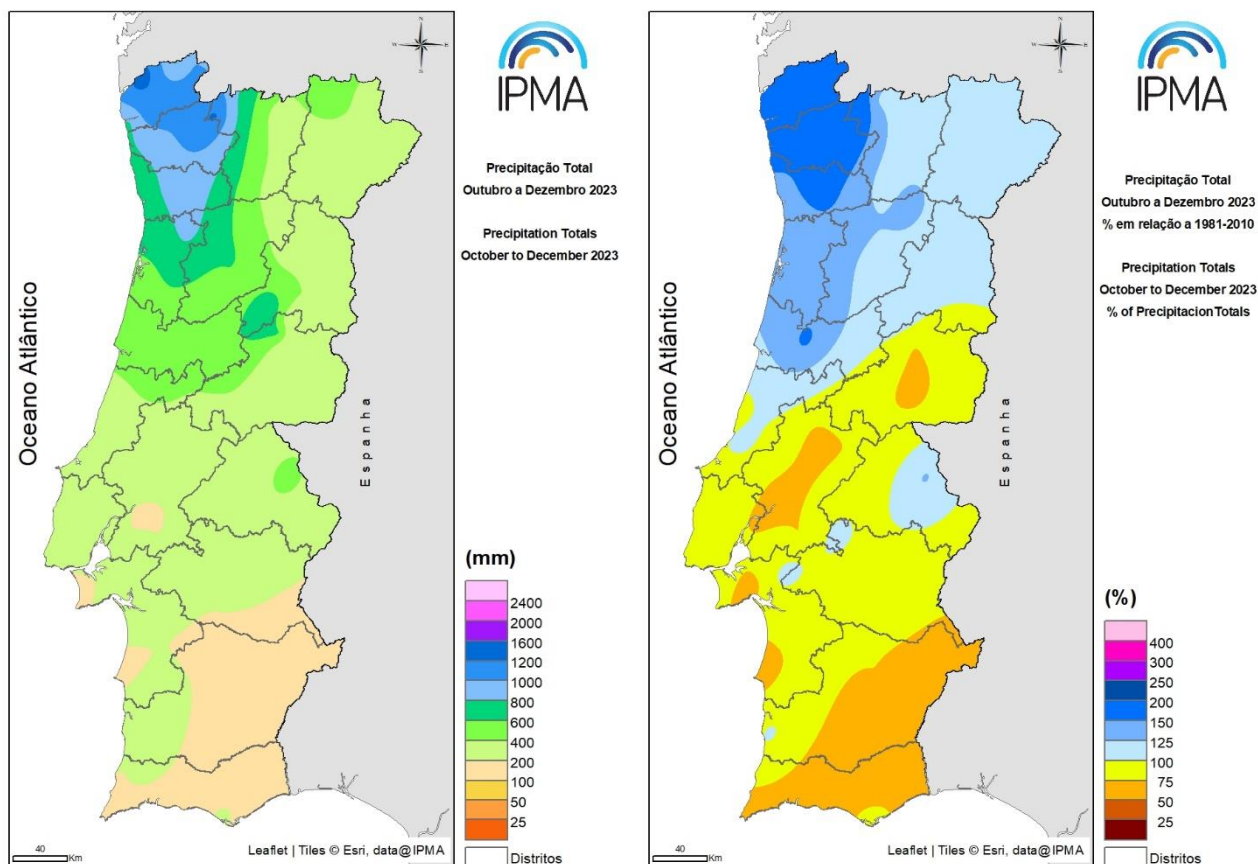 N
W
E
S
IPMA
Precipitação Total
Outubro a Dezembro 2023
Precipitation Totals
October to December 2023
Oceano Atlântico
Espanha
(mm)
2400
2000
1600
1200
1000
800
600
400
200
100
50
25
Distritos
40
Km
Leaflet | Tiles © Esri, data@IPMA
N
W
E
S
IPMA
Precipitação Total
Outubro a Dezembro 2023
% em relação a 1981-2010
Precipitation Totals
October to December 2023
% of PrecipitacionTotals
Oceano Atlântico
Espanha
(%)
400
300
250
200
150
125
100
75
50
25
Distritos
40
Km
Leaflet | Tiles © Esri, data@IPMA